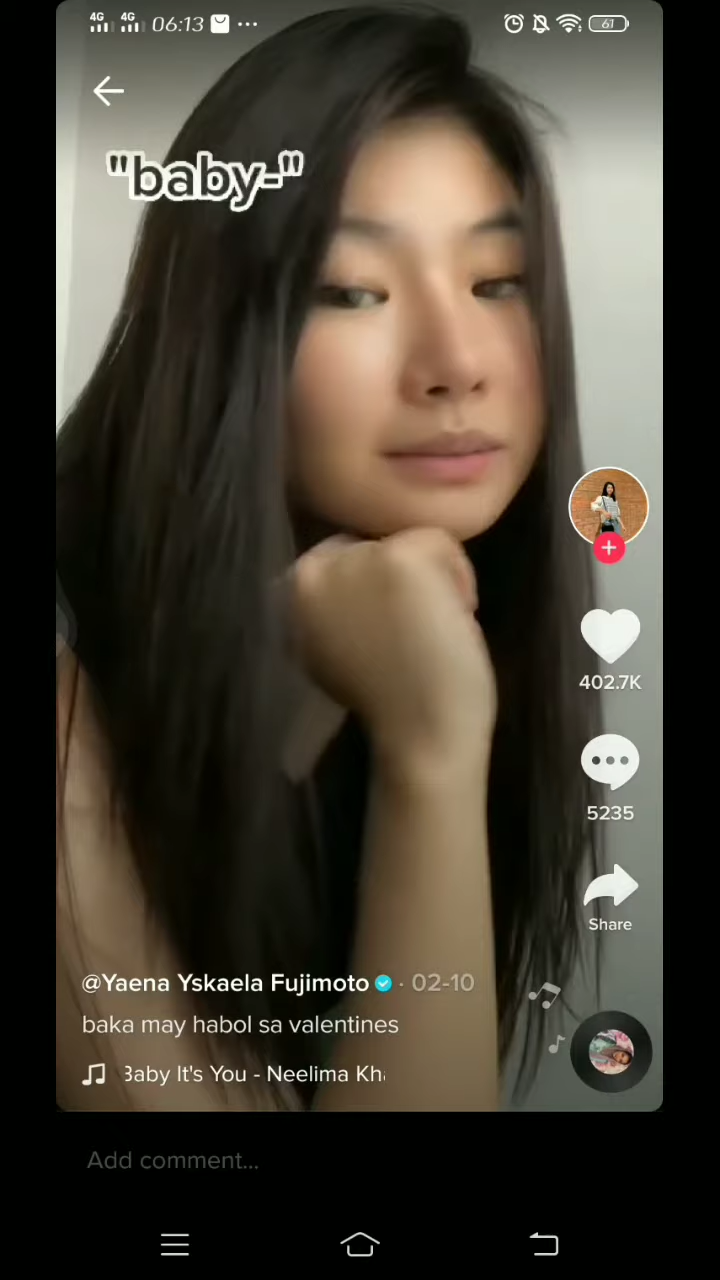 4G 4G 06:13 ... 61
"baby-"
402.7K
5235
Share
@Yaena Yskaela Fujimoto · 02-10
baka may habol sa valentines
Baby It's You - Neelima Kh
Add comment...